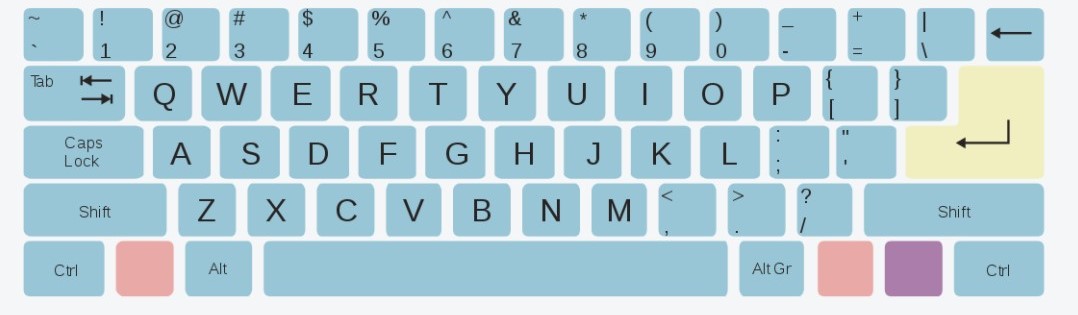 ~ ! @ # $ % ^ & * ( ) _ + |
` 1 2 3 4 5 6 7 8 9 0 - = \
Tab Q W E R T Y U I O P { }
[ ]
Caps
Lock
A S D F G H J K L : "
; '
Shift Z X C V B N M < > ? Shift
, . /
Ctrl Alt Alt Gr Ctrl